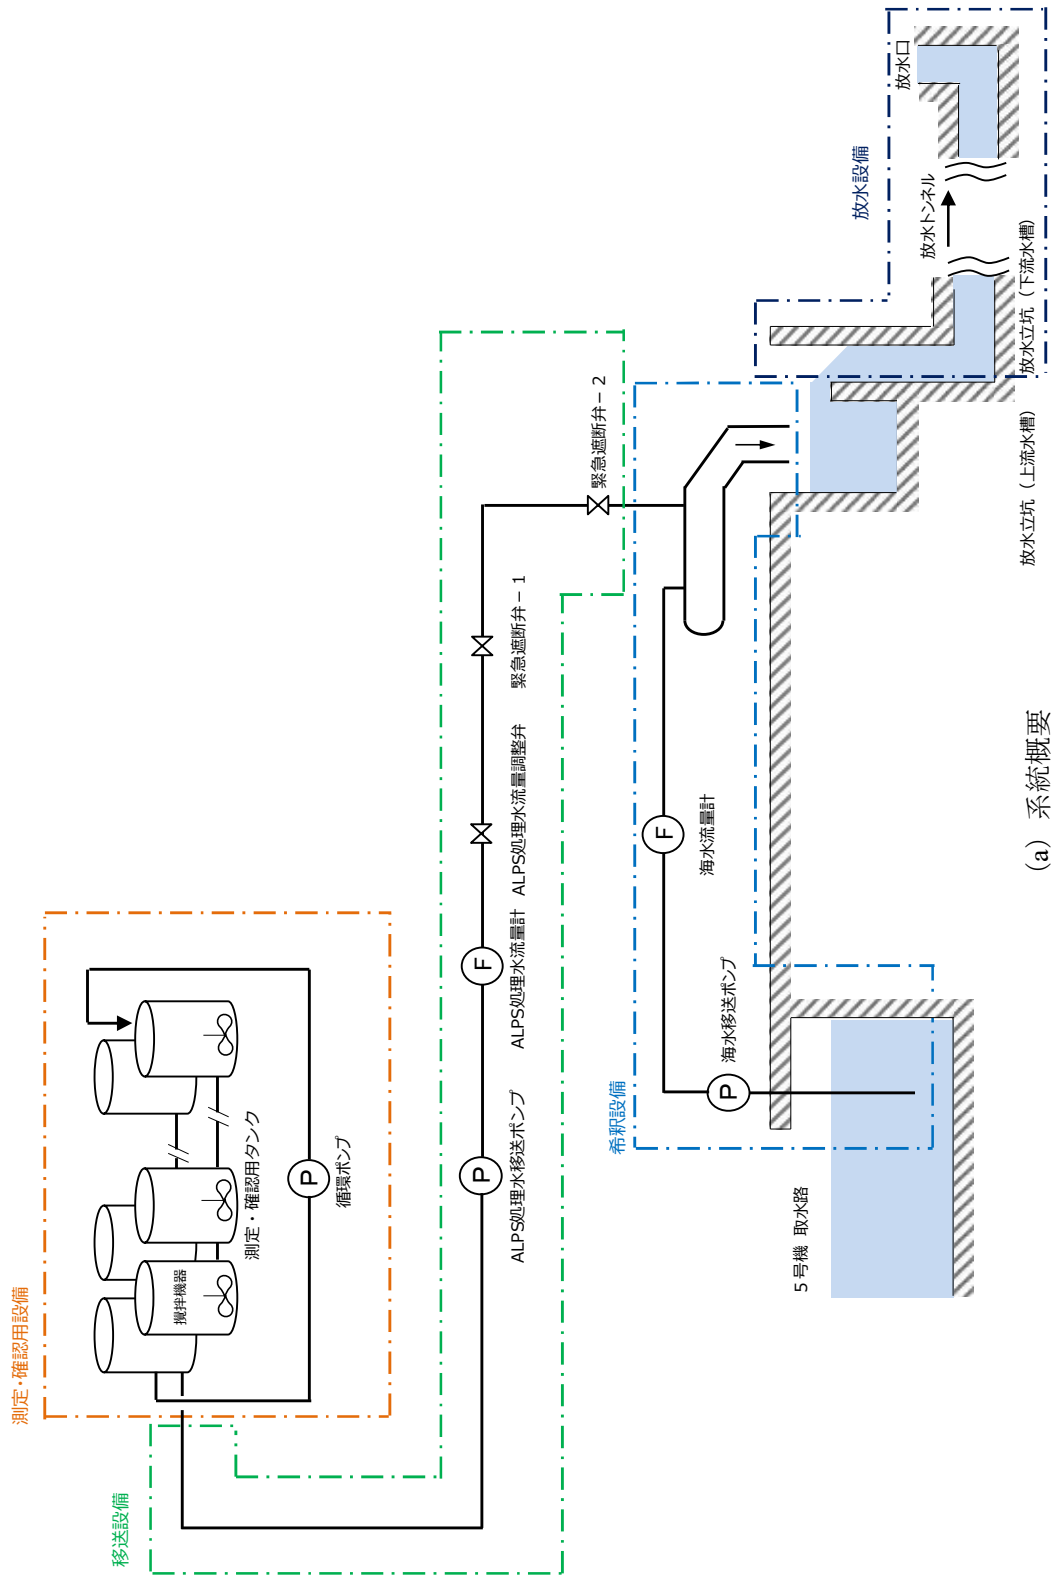 測定・確認用設備
移送設備
攪拌機器
測定・確認用タンク
P
循環ポンプ
P
ALPS処理水移送ポンプ
F
ALPS処理水流量計
ALPS処理水流量調整弁
緊急遮断弁－1
緊急遮断弁－2
希釈設備
P
海水移送ポンプ
F
海水流量計
5号機 取水路
放水設備
放水トンネル
放水口
放水立坑（上流水槽）
放水立坑（下流水槽）
(a) 系統概要